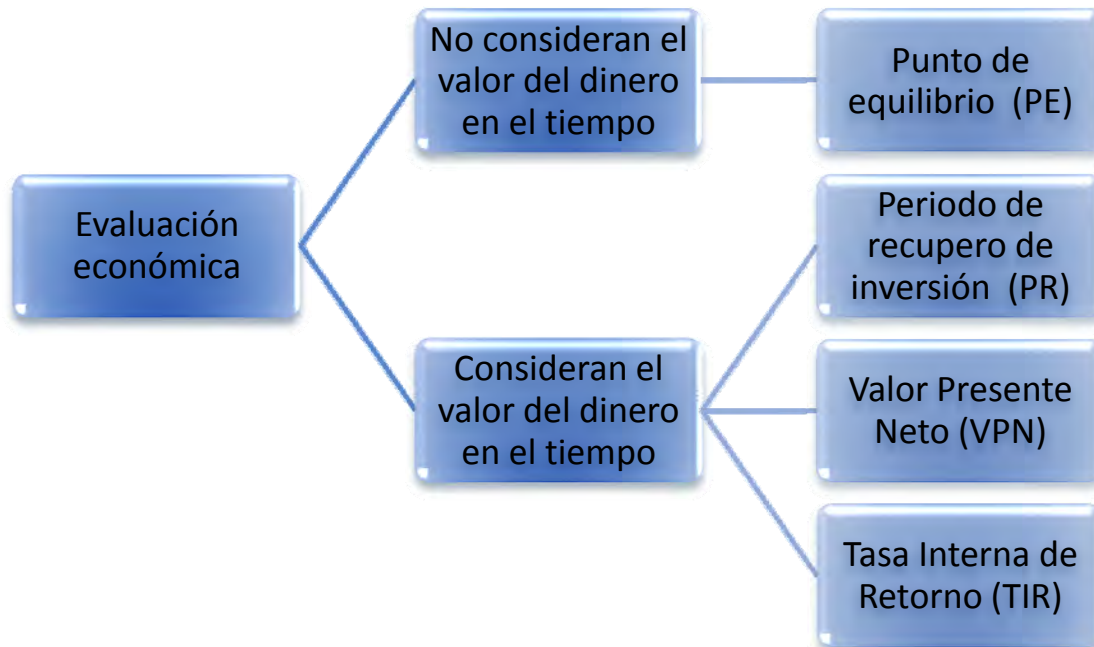 No consideran el
valor del dinero
en el tiempo
Punto de
equilibrio (PE)
Evaluación
económica
Periodo de
recupero de
inversión (PR)
Consideran el
valor del dinero
en el tiempo
Valor Presente
Neto (VPN)
Tasa Interna de
Retorno (TIR)